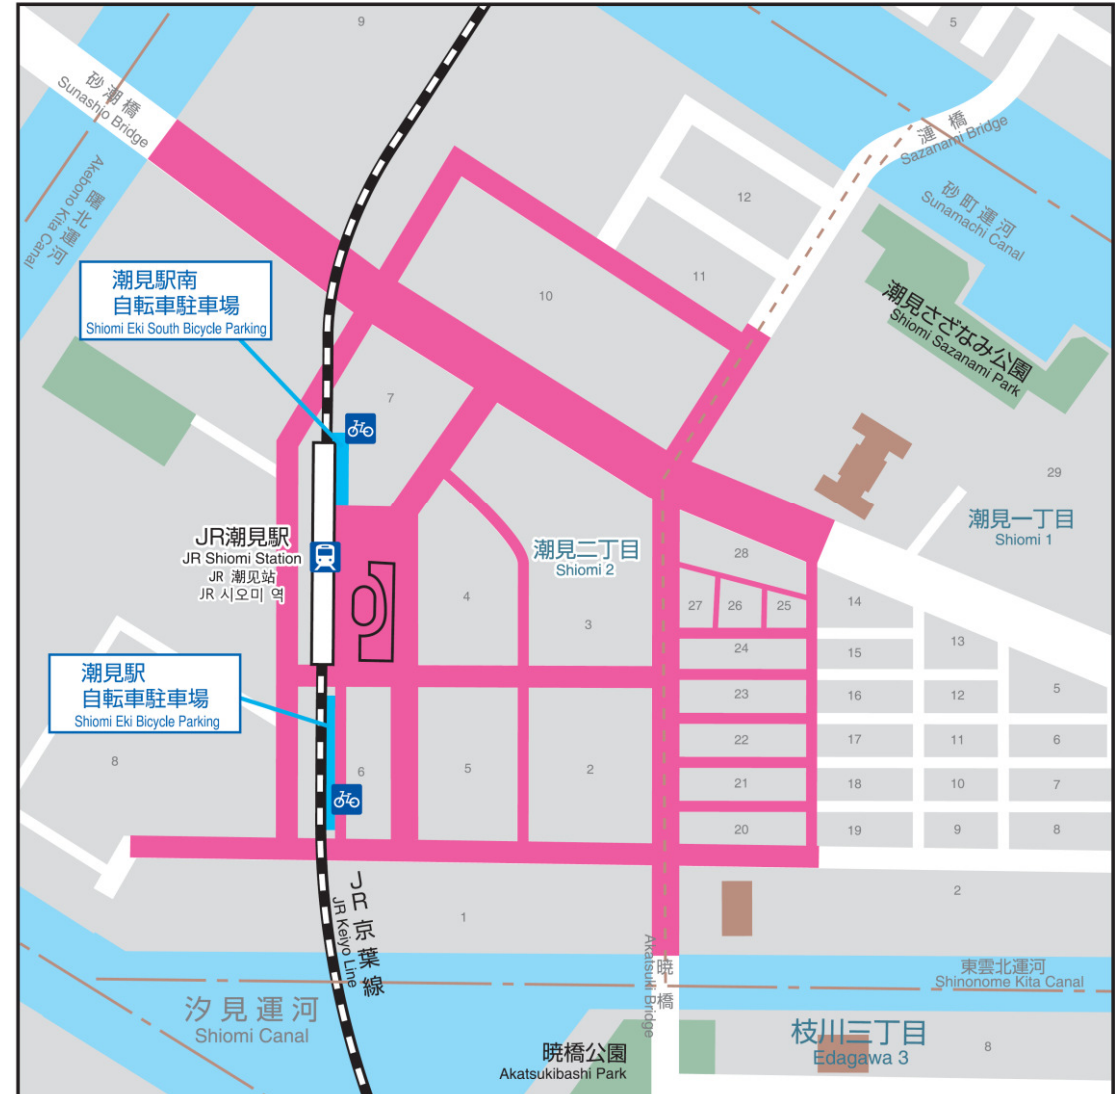 9
5
砂潮橋
Sunashio Bridge
漣橋
Sazanami Bridge
曙北運河
Akebono Kita Canal
砂町運河
Sunamachi Canal
12
11
10
潮見駅南
自転車駐車場
Shiomi Eki South Bicycle Parking
潮見さざなみ公園
Shiomi Sazanami Park
7
29
潮見一丁目
Shiomi 1
JR潮見駅
JR Shiomi Station
JR 潮见站
JR 시오미 역
潮見二丁目
Shiomi 2
28
27
26
25
14
4
3
24
15
13
潮見駅
自転車駐車場
Shiomi Eki Bicycle Parking
23
16
12
5
22
17
11
6
8
6
5
2
21
18
10
7
20
19
9
8
JR京葉線
JR Keiyo Line
1
2
暁橋
Akatsuki Bridge
東雲北運河
Shinonome Kita Canal
汐見運河
Shiomi Canal
暁橋公園
Akatsukibashi Park
枝川三丁目
Edagawa 3
8